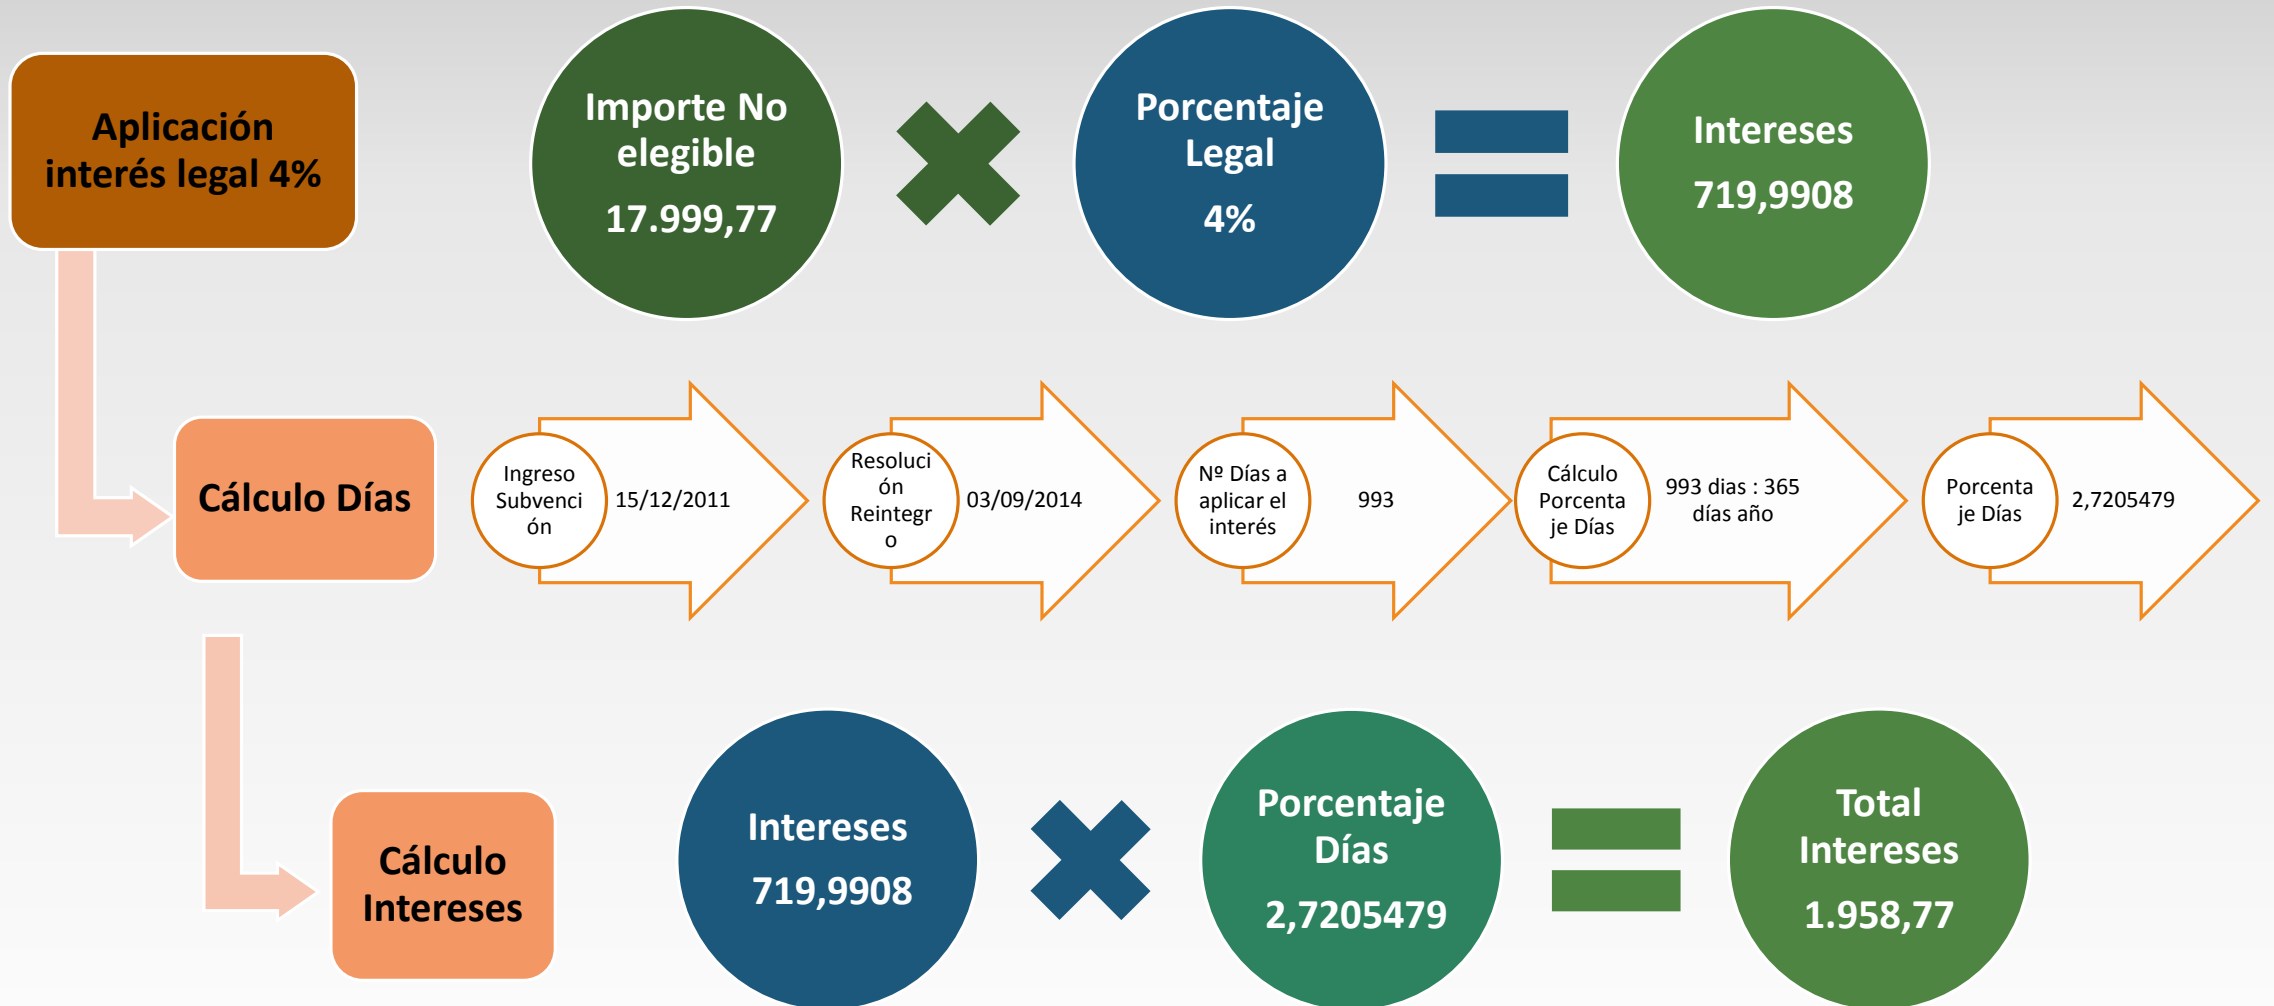 Aplicación
interés legal 4%
Importe No
elegible
17.999,77
Porcentaje
Legal
4%
Intereses
719,9908
Cálculo Días
Ingreso
Subvenci
ón
15/12/2011
Resoluci
ón
Reintegr
o
03/09/2014
Nº Días a
aplicar el
interés
993
Cálculo
Porcenta
je Días
993 dias : 365
días año
Porcenta
je Días
2,7205479
Cálculo
Intereses
Intereses
719,9908
Porcentaje
Días
2,7205479
Total
Intereses
1.958,77